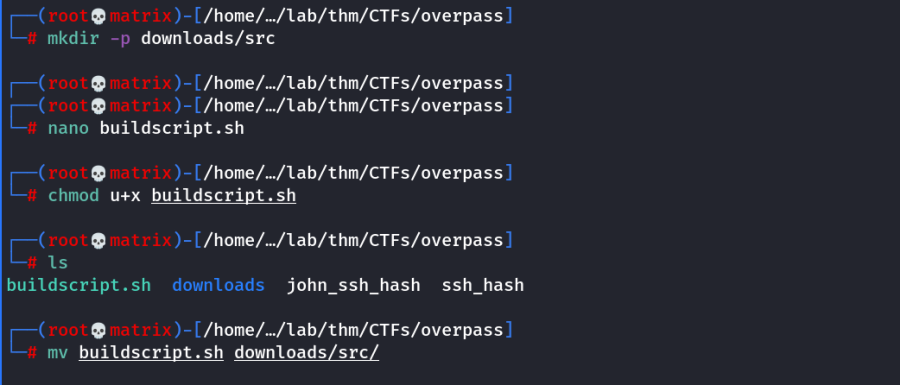 ┌──(root💀matrix)-[/home/…/lab/thm/CTFs/overpass]
└─# mkdir -p downloads/src
┌──(root💀matrix)-[/home/…/lab/thm/CTFs/overpass]
┌──(root💀matrix)-[/home/…/lab/thm/CTFs/overpass]
└─# nano buildscript.sh
┌──(root💀matrix)-[/home/…/lab/thm/CTFs/overpass]
└─# chmod u+x buildscript.sh
┌──(root💀matrix)-[/home/…/lab/thm/CTFs/overpass]
└─# ls
buildscript.sh  downloads  john_ssh_hash  ssh_hash
┌──(root💀matrix)-[/home/…/lab/thm/CTFs/overpass]
└─# mv buildscript.sh downloads/src/